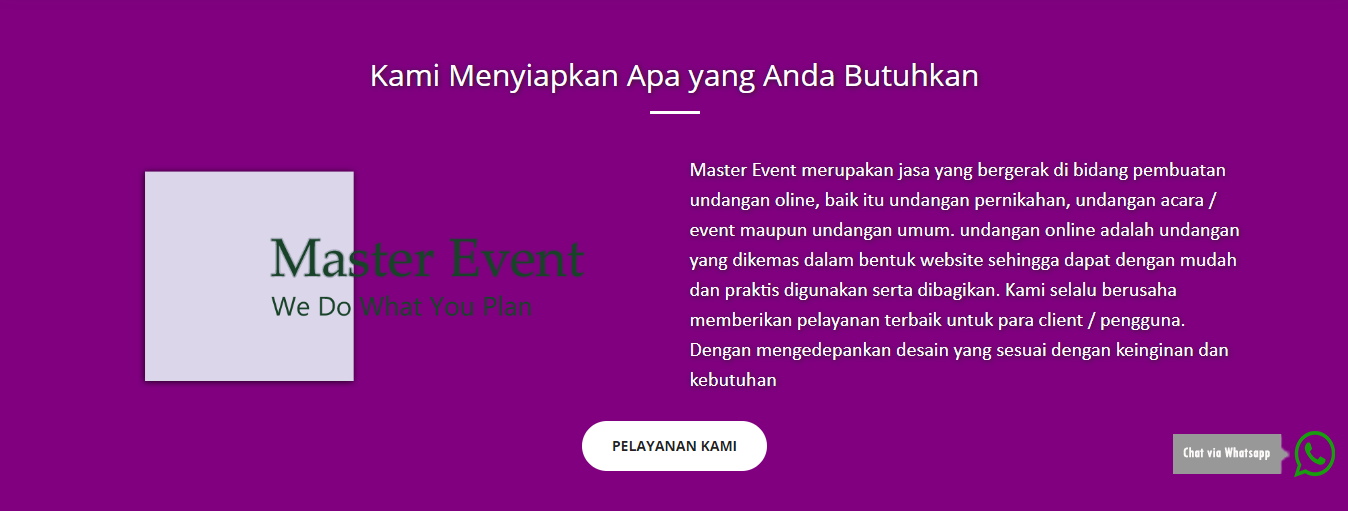 Kami Menyiapkan Apa yang Anda Butuhkan
Master Event
We Do What You Plan
Master Event merupakan jasa yang bergerak di bidang pembuatan
undangan oline, baik itu undangan pernikahan, undangan acara /
event maupun undangan umum. undangan online adalah undangan
yang dikemas dalam bentuk website sehingga dapat dengan mudah
dan praktis digunakan serta dibagikan. Kami selalu berusaha
memberikan pelayanan terbaik untuk para client / pengguna.
Dengan mengedepankan desain yang sesuai dengan keinginan dan
kebutuhan
PELAYANAN KAMI
Chat via Whatsapp